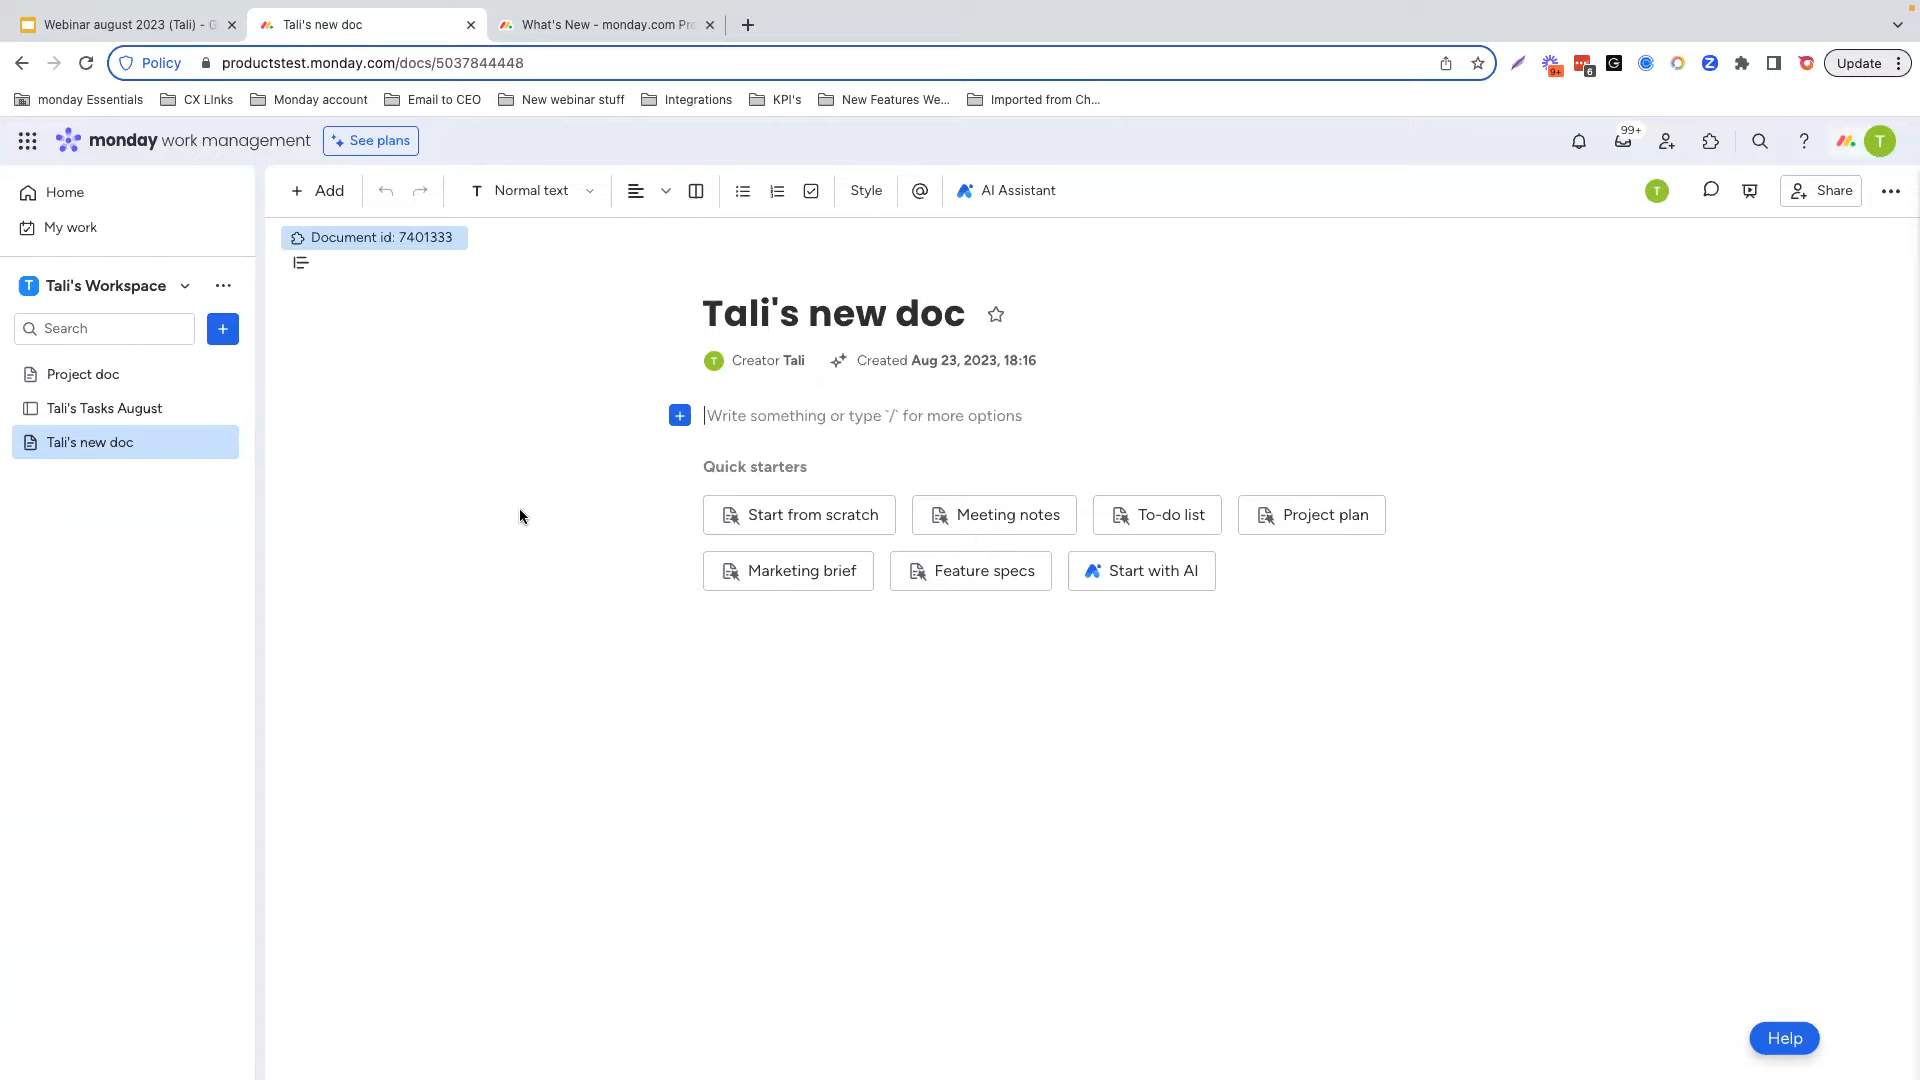 Webinar august 2023 (Tali) - G
Tali's new doc
What's New - monday.com Pro
Policy
productstest.monday.com/docs/5037844448
9+
6
G
Z
Update
monday Essentials
CX LInks
Monday account
Email to CEO
New webinar stuff
Integrations
KPI's
New Features We...
Imported from Ch...
monday work management
See plans
99+
?
T
Home
My work
T Tali's Workspace
Search
Project doc
Tali's Tasks August
Tali's new doc
+ Add
T Normal text
Style
@
AI Assistant
T
Share
Document id: 7401333
Tali's new doc
T Creator Tali
Created Aug 23, 2023, 18:16
+ Write something or type `/` for more options
Quick starters
Start from scratch
Meeting notes
To-do list
Project plan
Marketing brief
Feature specs
Start with AI
Help